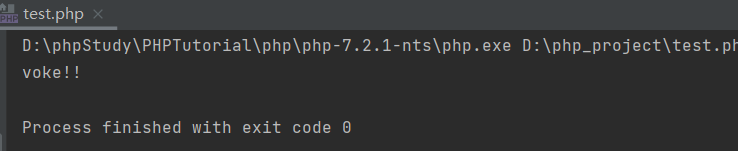 PHP test.php ×
D:\phpStudy\PHPTutorial\php\php-7.2.1-nts\php.exe D:\php_project\test.ph
voke!!
Process finished with exit code 0